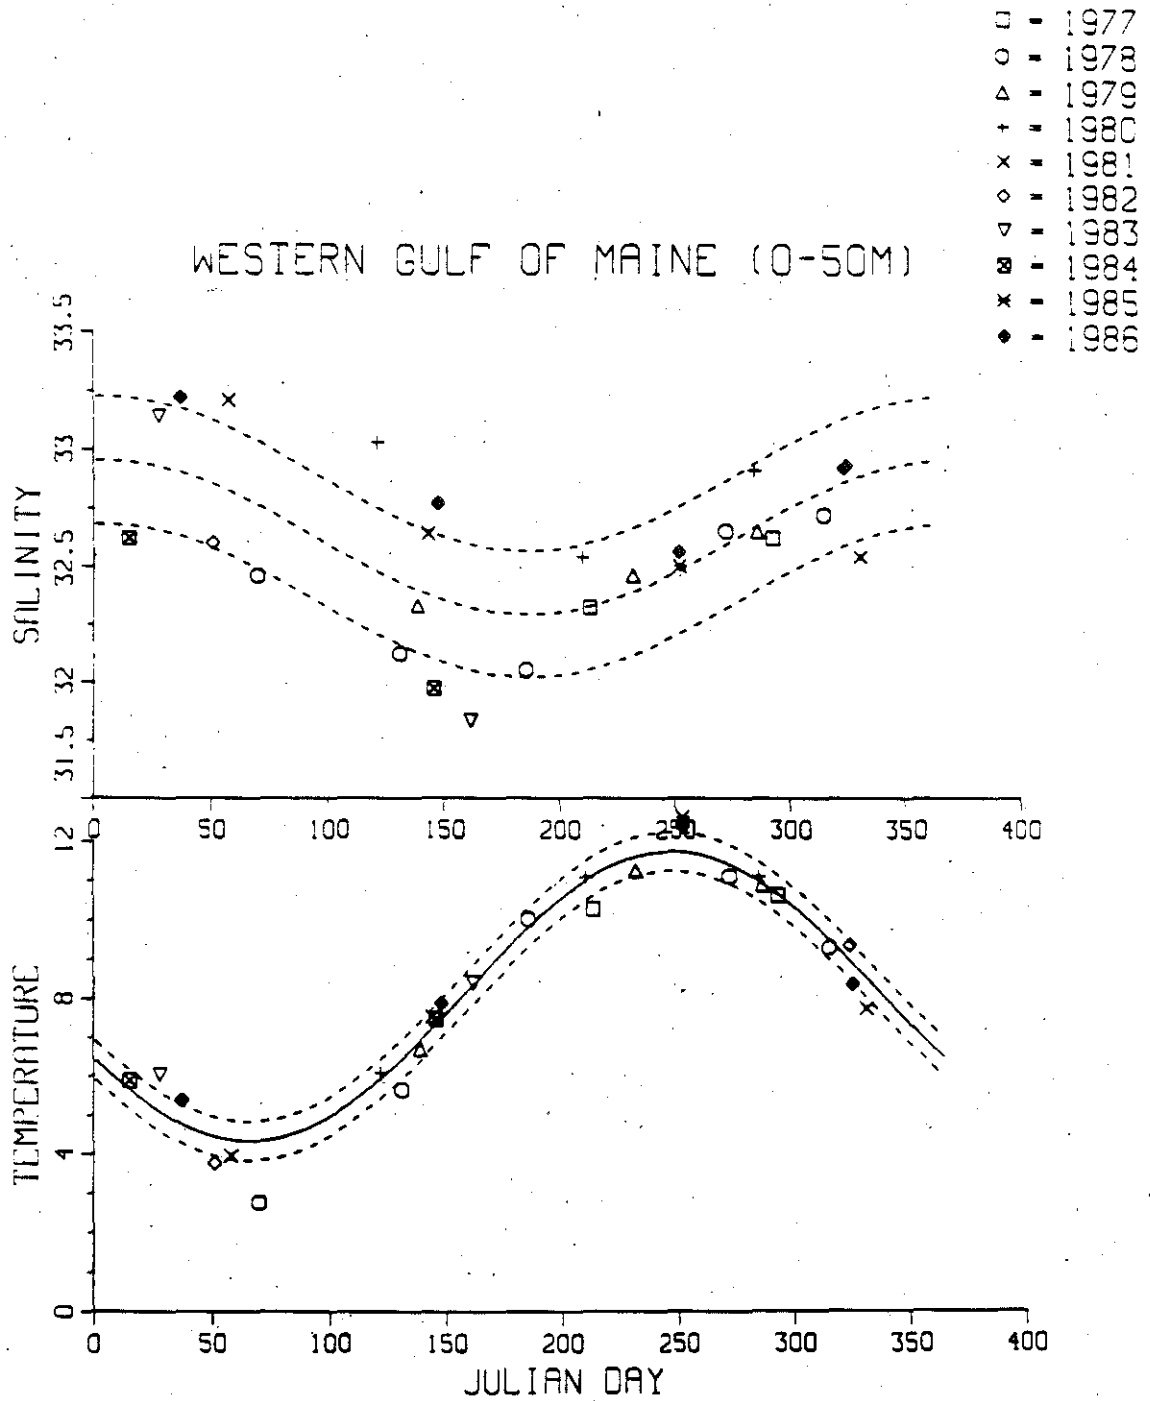 □ = 1977
○ = 1978
△ = 1979
+ = 1980
× = 1981
◇ = 1982
▽ = 1983
⊠ = 1984
✳ = 1985
◆ = 1986
WESTERN GULF OF MAINE (0-50M)
SALINITY
33.5
33
32.5
32
31.5
0 50 100 150 200 250 300 350 400
TEMPERATURE
12
8
4
0
0 50 100 150 200 250 300 350 400
JULIAN DAY